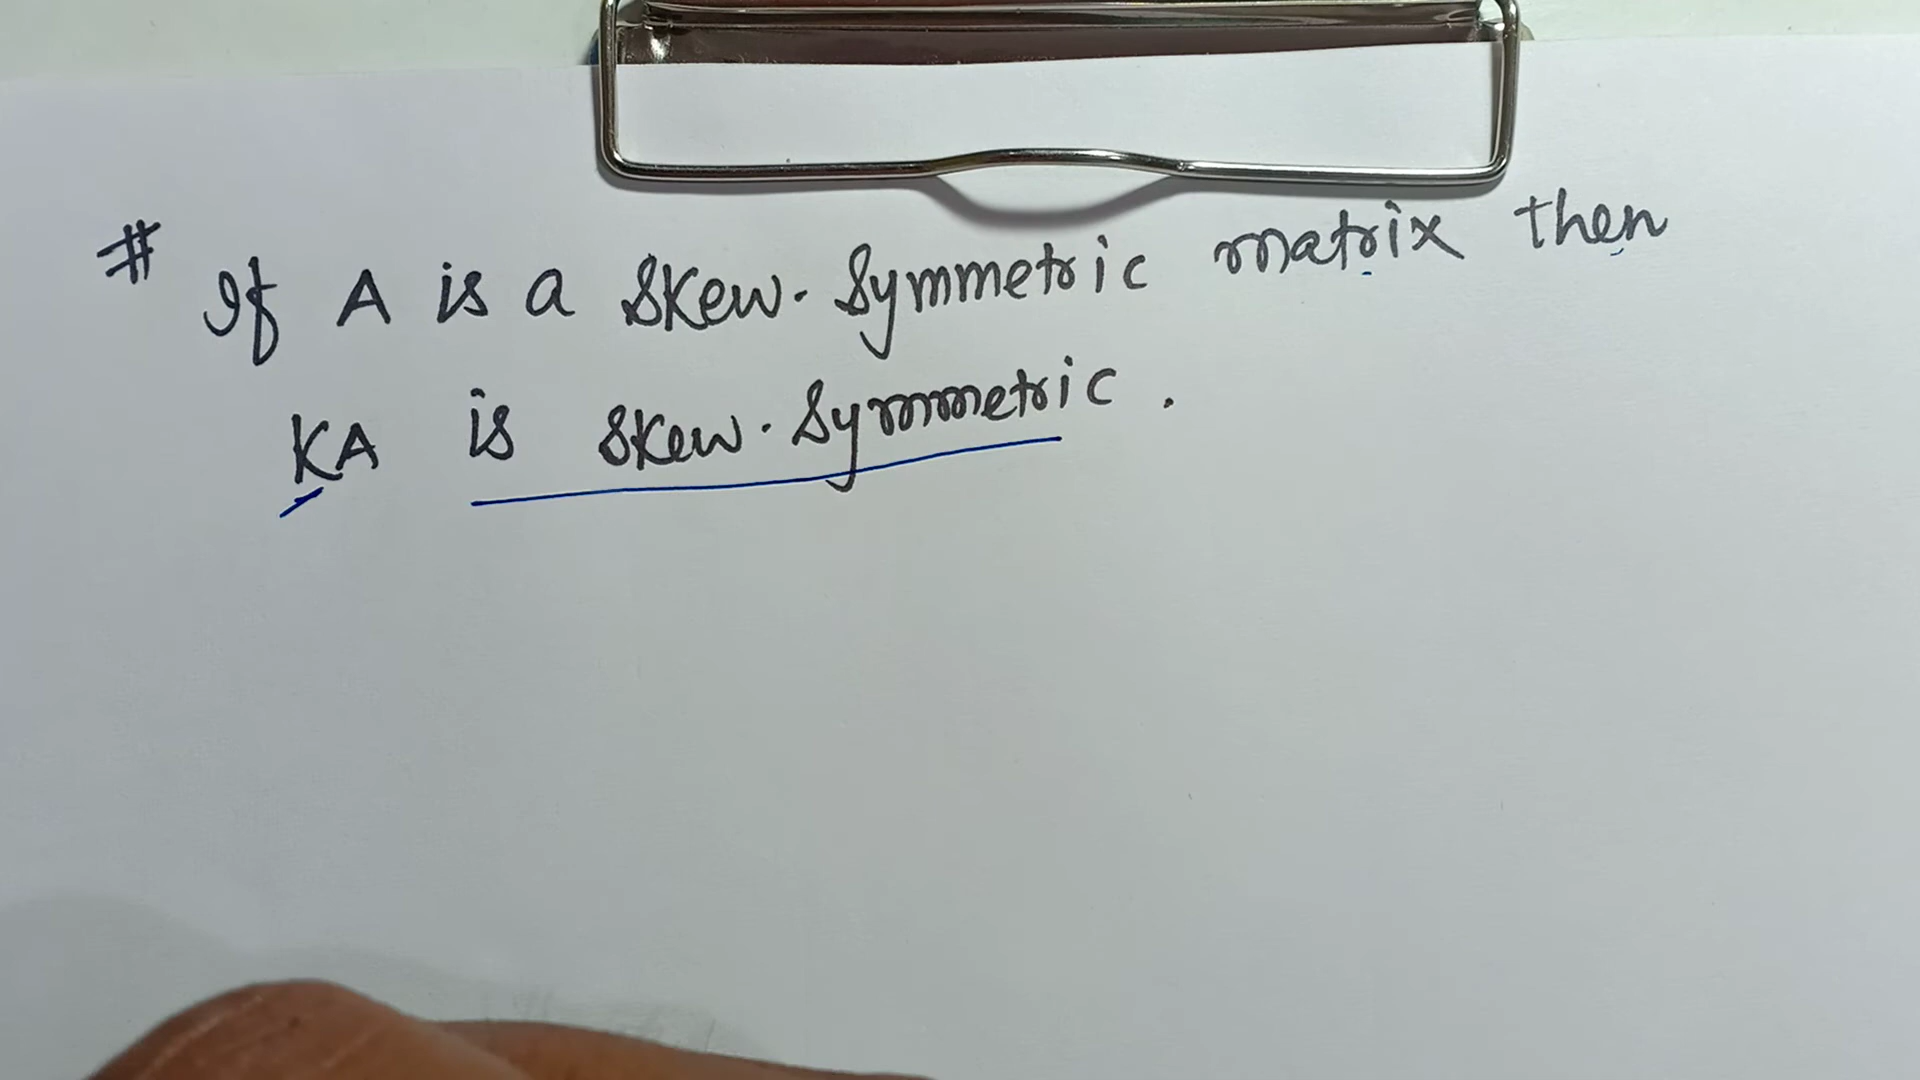 # If A is a skew-symmetric matrix then
KA is skew-symmetric.